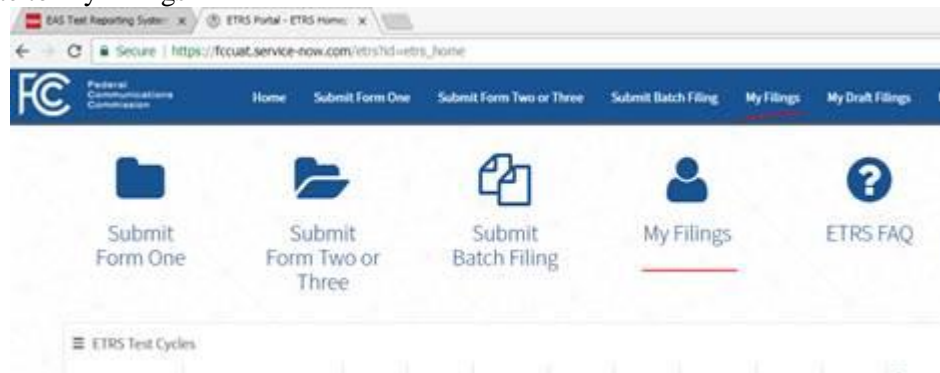 EAS Test Reporting System
ETRS Portal - ETRS Home
Secure | https://fccuat.service-now.com/etrs?id=etrs_home
FC Federal Communications Commission
Home Submit Form One Submit Form Two or Three Submit Batch Filing My Filings My Draft Filings
Submit
Form One
Submit
Form Two or
Three
Submit
Batch Filing
My Filings
ETRS FAQ
ETRS Test Cycles